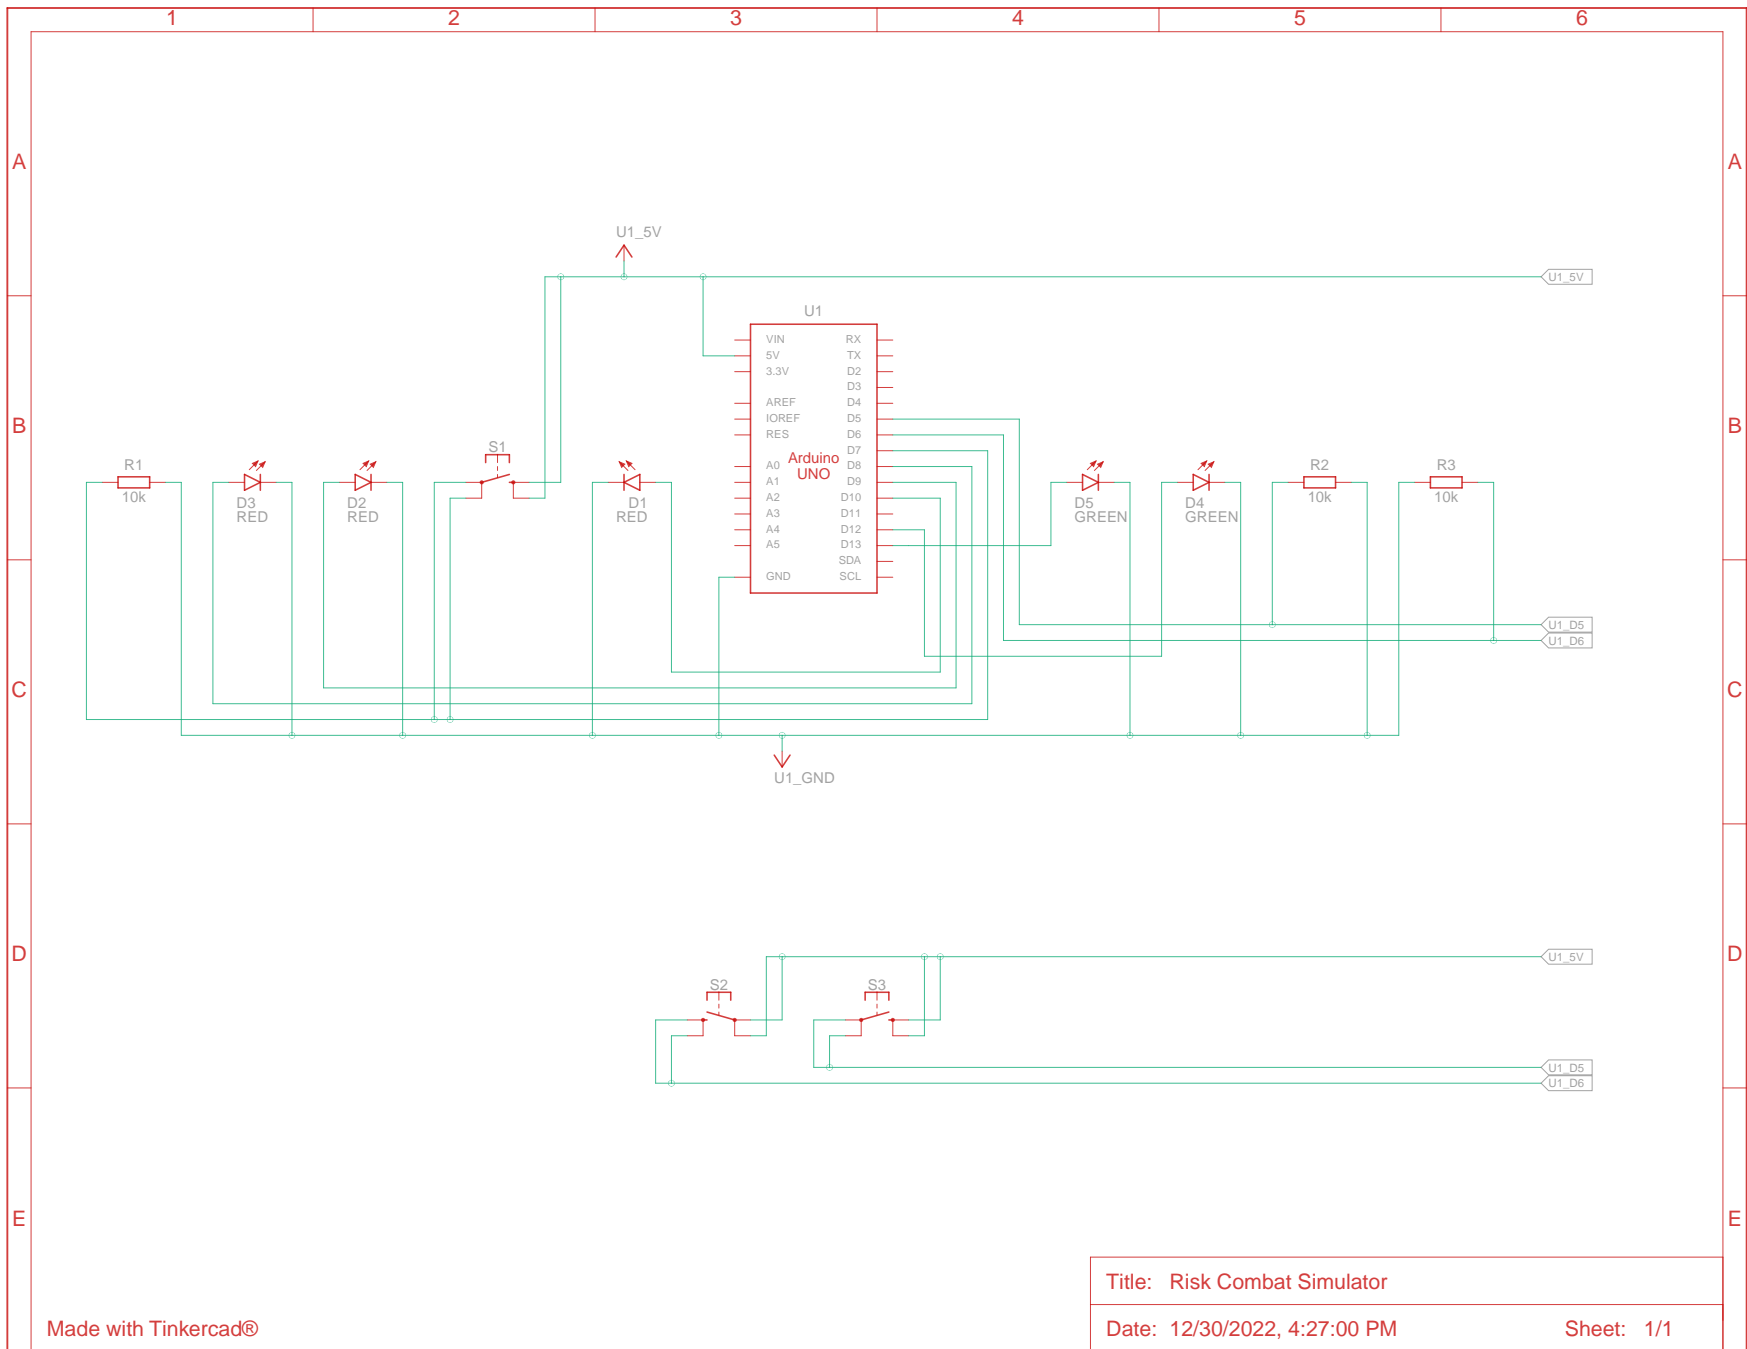 1 2 3 4 5 6
A A
U1_5V
U1_5V
U1
VIN RX
5V TX
3.3V D2
D3
AREF D4
IOREF D5
RES D6
D7
A0 D8
A1 D9
A2 D10
A3 D11
A4 D12
A5 D13
SDA
GND SCL
Arduino
UNO
B B
R1
10k
D3
RED
D2
RED
S1
D1
RED
D5
GREEN
D4
GREEN
R2
10k
R3
10k
U1_D5
U1_D6
C C
U1_GND
D D
U1_5V
S2 S3
U1_D5
U1_D6
E E
Title: Risk Combat Simulator
Made with Tinkercad®
Date: 12/30/2022, 4:27:00 PM Sheet: 1/1